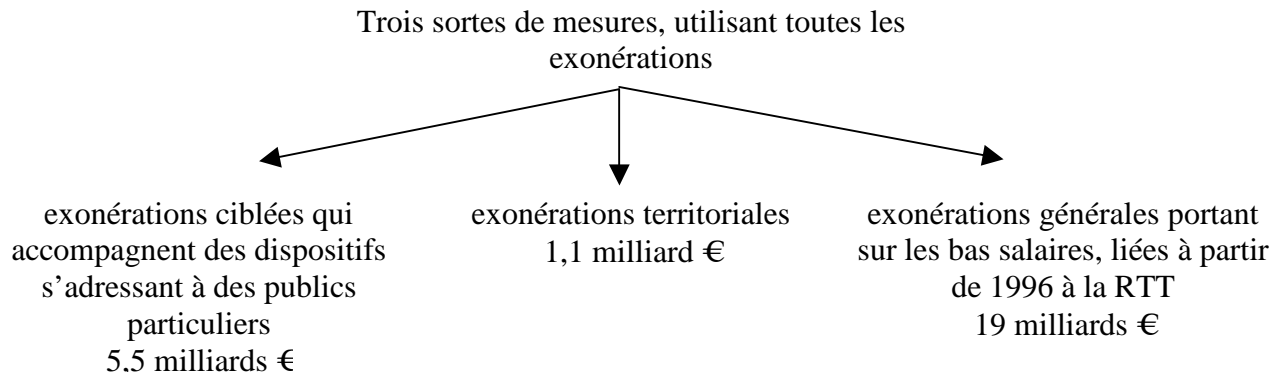 Trois sortes de mesures, utilisant toutes les
exonérations
exonérations ciblées qui
accompagnent des dispositifs
s’adressant à des publics
particuliers
5,5 milliards €
exonérations territoriales
1,1 milliard €
exonérations générales portant
sur les bas salaires, liées à partir
de 1996 à la RTT
19 milliards €